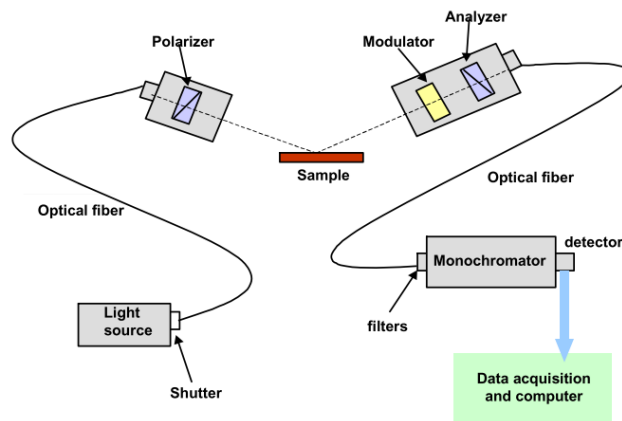 Analyzer
Polarizer
Modulator
Sample
Optical fiber
Optical fiber
detector
Monochromator
Light
source
filters
Shutter
Data acquisition
and computer